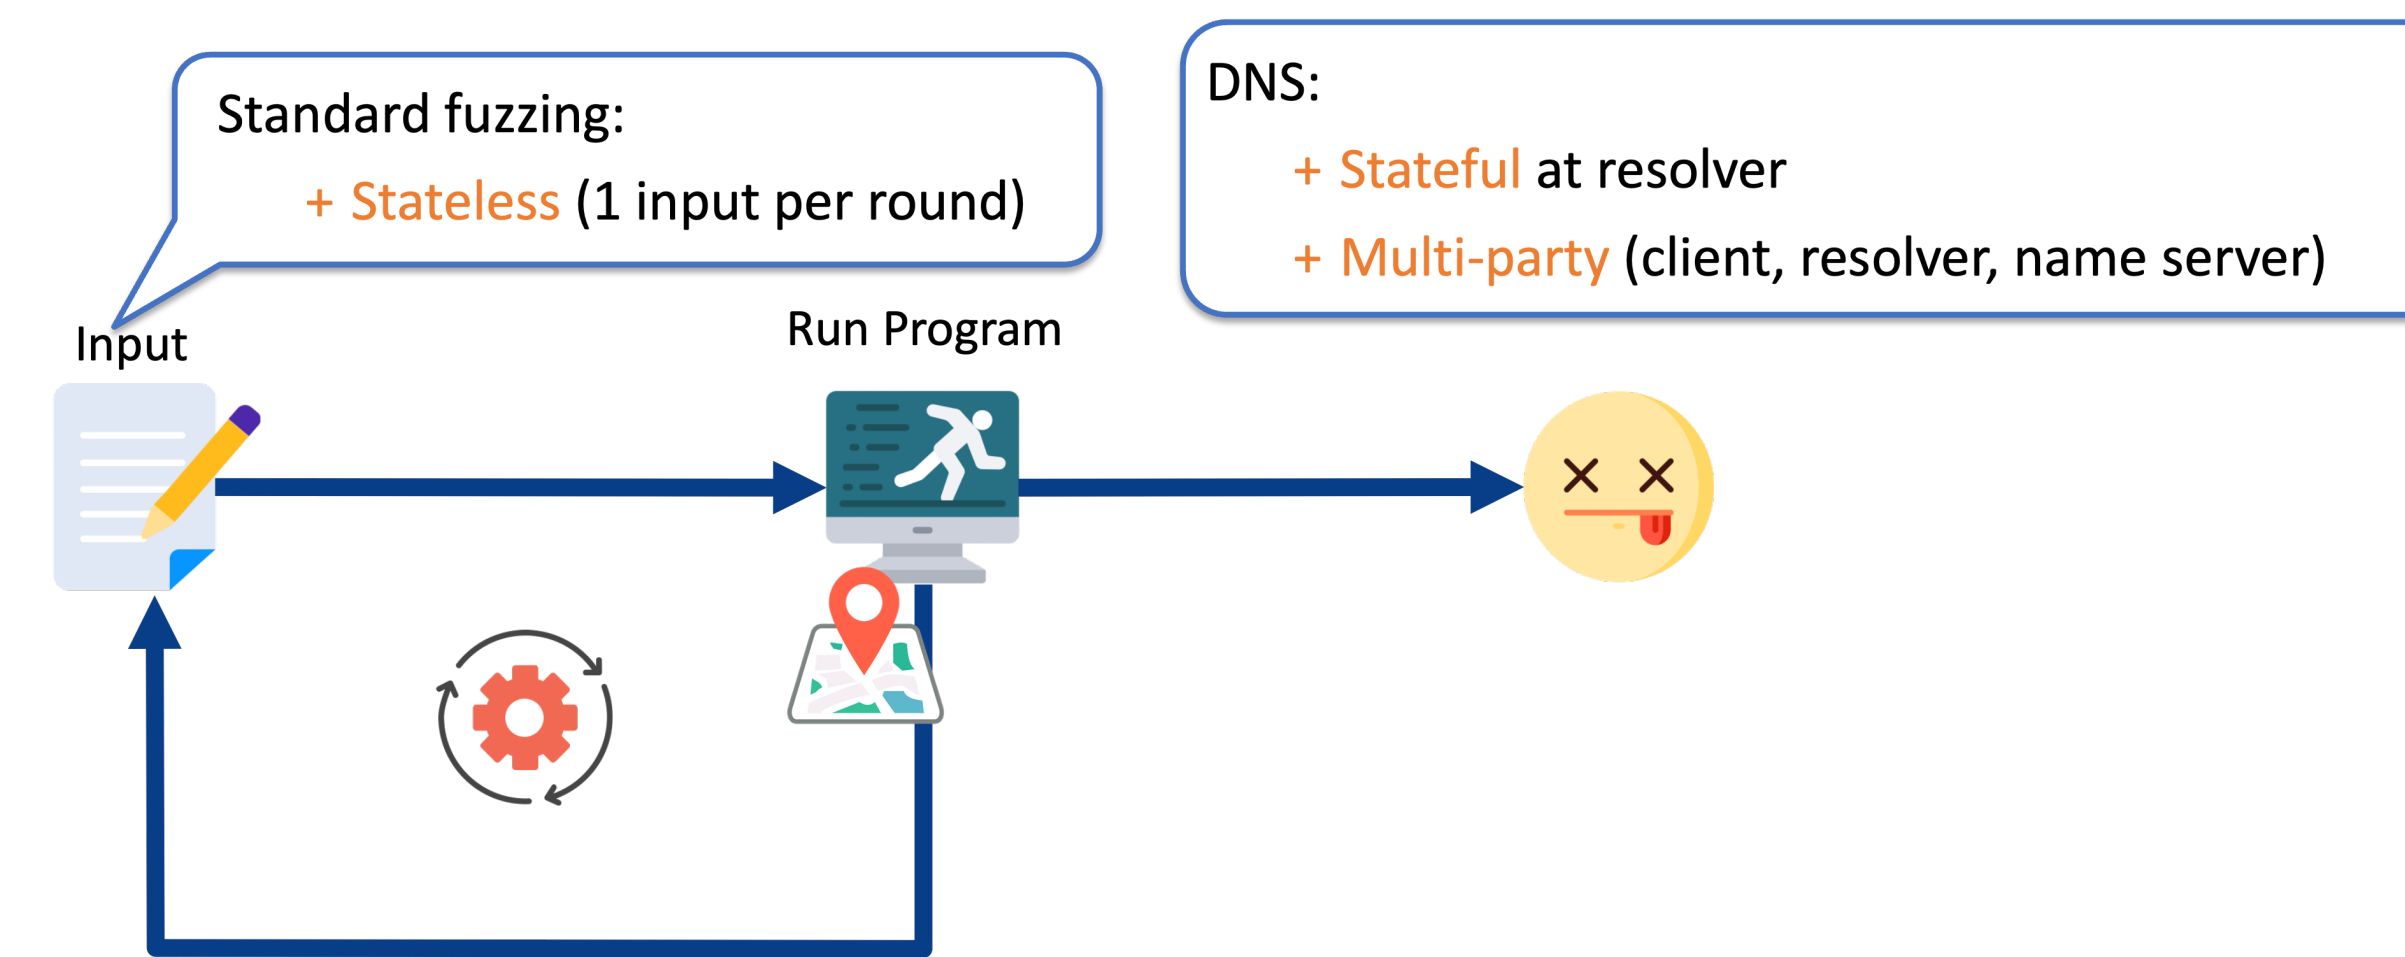 Standard fuzzing:
+ Stateless (1 input per round)
DNS:
+ Stateful at resolver
+ Multi-party (client, resolver, name server)
Input
Run Program